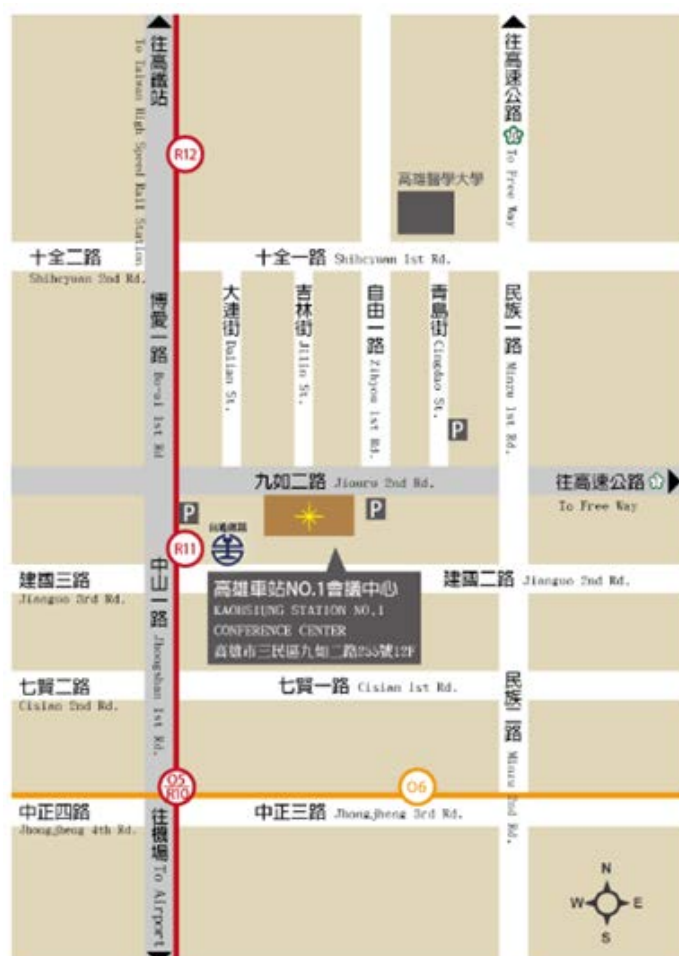 往高鐵站
To Taiwan High Speed Rail Station
往高速公路
To Free Way
R12
高雄醫學大學
十全二路
Shihcyuan 2nd Rd.
十全一路 Shihcyuan 1st Rd.
博愛一路 Bo-ai 1st Rd
大連街 Dalian St.
吉林街 Jilin St.
自由一路 Zihyou 1st Rd.
青島街 Cingdao St.
民族一路 Minzu 1st Rd.
P
九如二路 Jiouru 2nd Rd.
往高速公路
To Free Way
P
P
R11
建國三路
Jianguo 3rd Rd.
建國二路 Jianguo 2nd Rd.
中山一路 Jhongshan 1st Rd.
高雄車站NO.1會議中心
KAOHSIUNG STATION NO.1
CONFERENCE CENTER
高雄市三民區九如二路255號12F
七賢二路
Cisian 2nd Rd.
七賢一路 Cisian 1st Rd.
民族二路 Minzu 2nd Rd.
O5
R10
O6
中正四路
Jhongjheng 4th Rd.
中正三路 Jhongjheng 3rd Rd.
往機場 To Airport
N
W
E
S